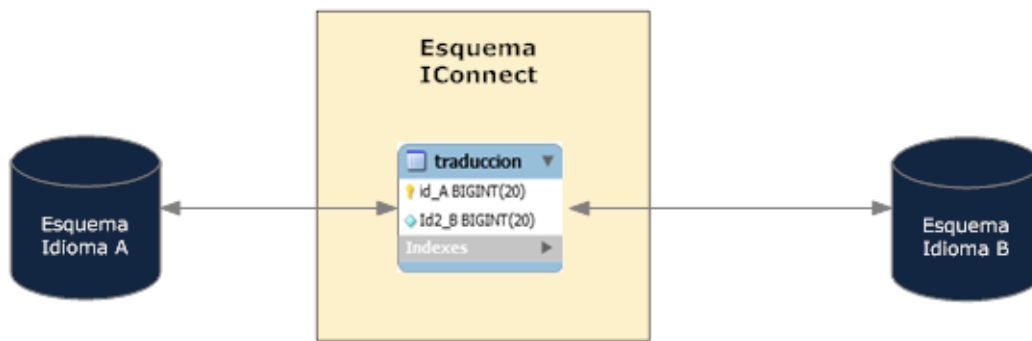 Esquema
IConnect
traduccion
id_A BIGINT(20)
Id2_B BIGINT(20)
Indexes
Esquema
Idioma A
Esquema
Idioma B